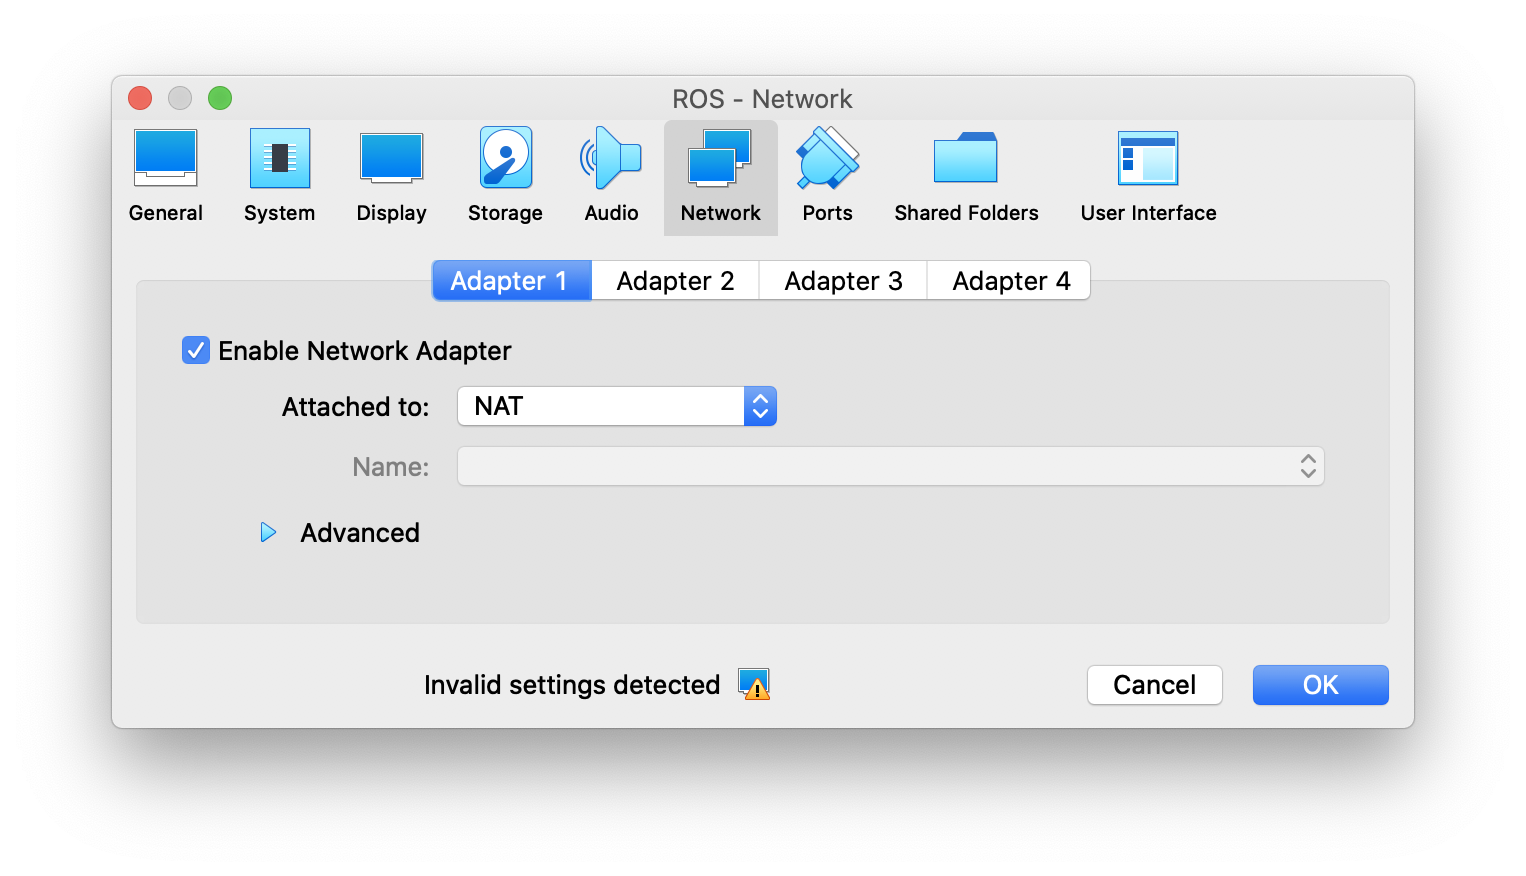 ROS - Network
General System Display Storage Audio Network Ports Shared Folders User Interface
Adapter 1 Adapter 2 Adapter 3 Adapter 4
Enable Network Adapter
Attached to: NAT
Name:
Advanced
Invalid settings detected Cancel OK